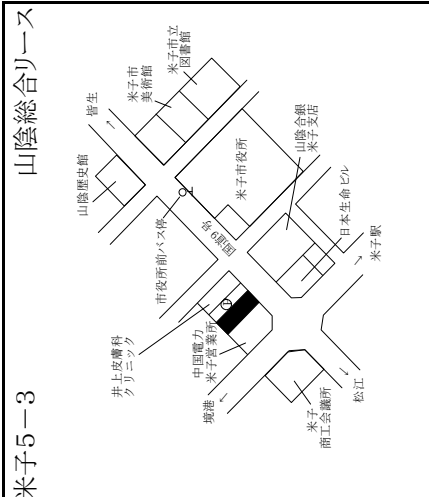 米子5－3
山陰総合リース
皆生
米子市
美術館
米子市立
図書館
山陰歴史館
市役所前バス停
米子市役所
国道9号
山陰合銀
米子支店
日本生命ビル
米子駅
井上皮膚科
クリニック
中国電力
米子営業所
境港
米子
商工会議所
松江